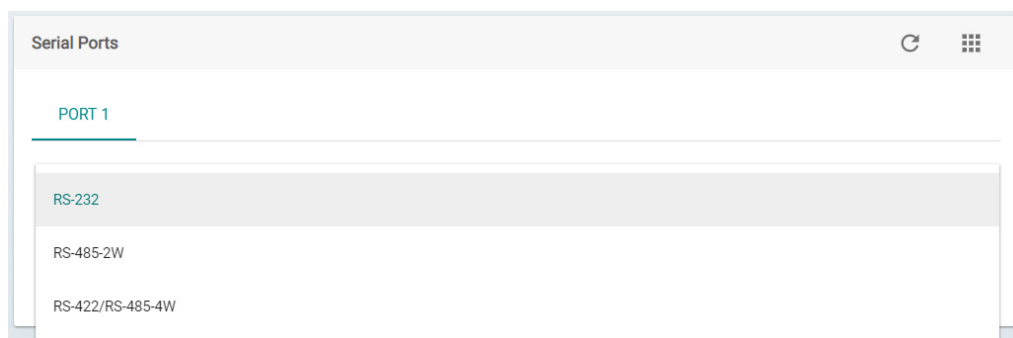 Serial Ports
PORT 1
RS-232
RS-485-2W
RS-422/RS-485-4W